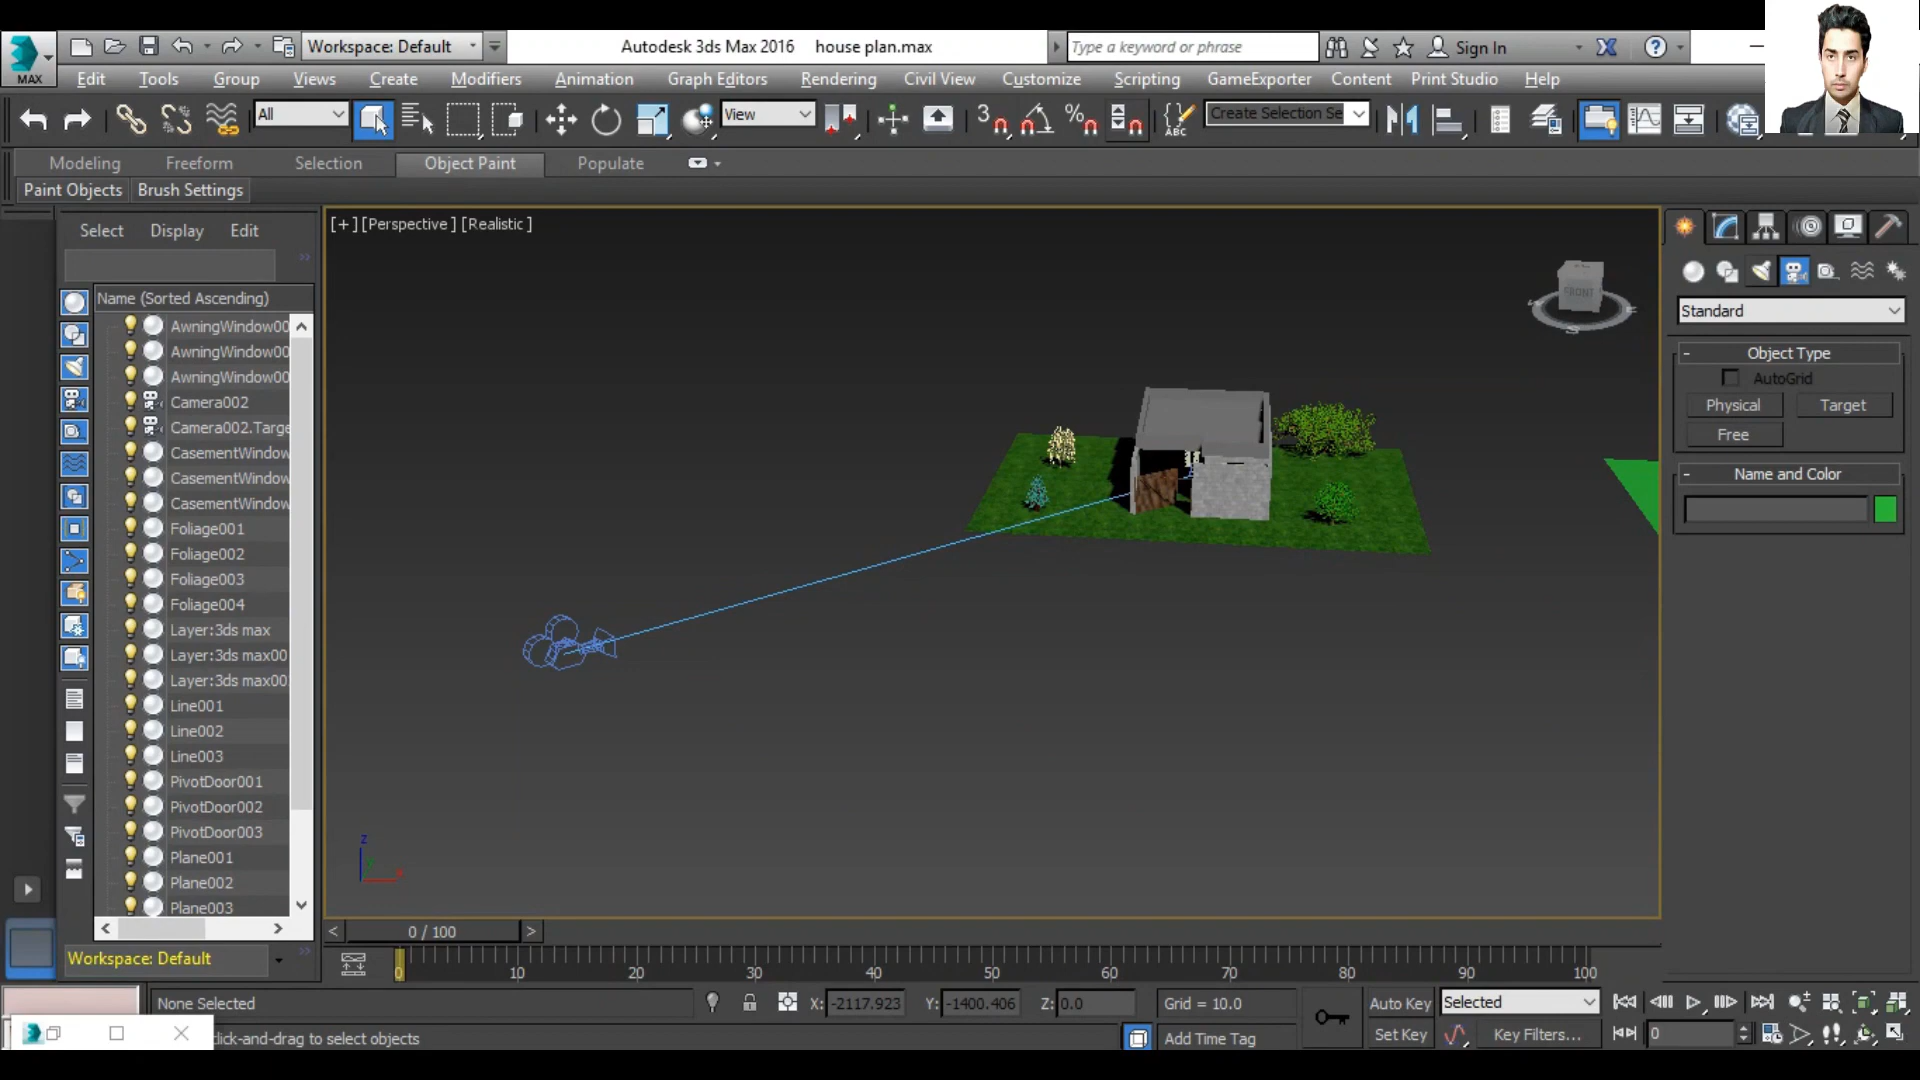 MAX
Workspace: Default
Autodesk 3ds Max 2016 house plan.max
Type a keyword or phrase
Sign In
Edit Tools Group Views Create Modifiers Animation Graph Editors Rendering Civil View Customize Scripting GameExporter Content Print Studio Help
All
View
3
%
ABC
Create Selection Se
Modeling Freeform Selection Object Paint Populate
Paint Objects Brush Settings
Select Display Edit
[+][Perspective][Realistic]
FRONT
S
Standard
Name (Sorted Ascending)
AwningWindow00
AwningWindow00
AwningWindow00
Camera002
Camera002.Targe
CasementWindow
CasementWindow
CasementWindow
Foliage001
Foliage002
Foliage003
Foliage004
Layer:3ds max
Layer:3ds max00
Layer:3ds max00
Line001
Line002
Line003
PivotDoor001
PivotDoor002
PivotDoor003
Plane001
Plane002
Plane003
- Object Type
AutoGrid
Physical Target
Free
- Name and Color
z
< 0 / 100 >
Workspace: Default
0 10 20 30 40 50 60 70 80 90 100
None Selected
X: -2117.923 Y: -1400.406 Z: 0.0
Grid = 10.0
Auto Key
Selected
click-and-drag to select objects
Add Time Tag
Set Key
Key Filters...
0